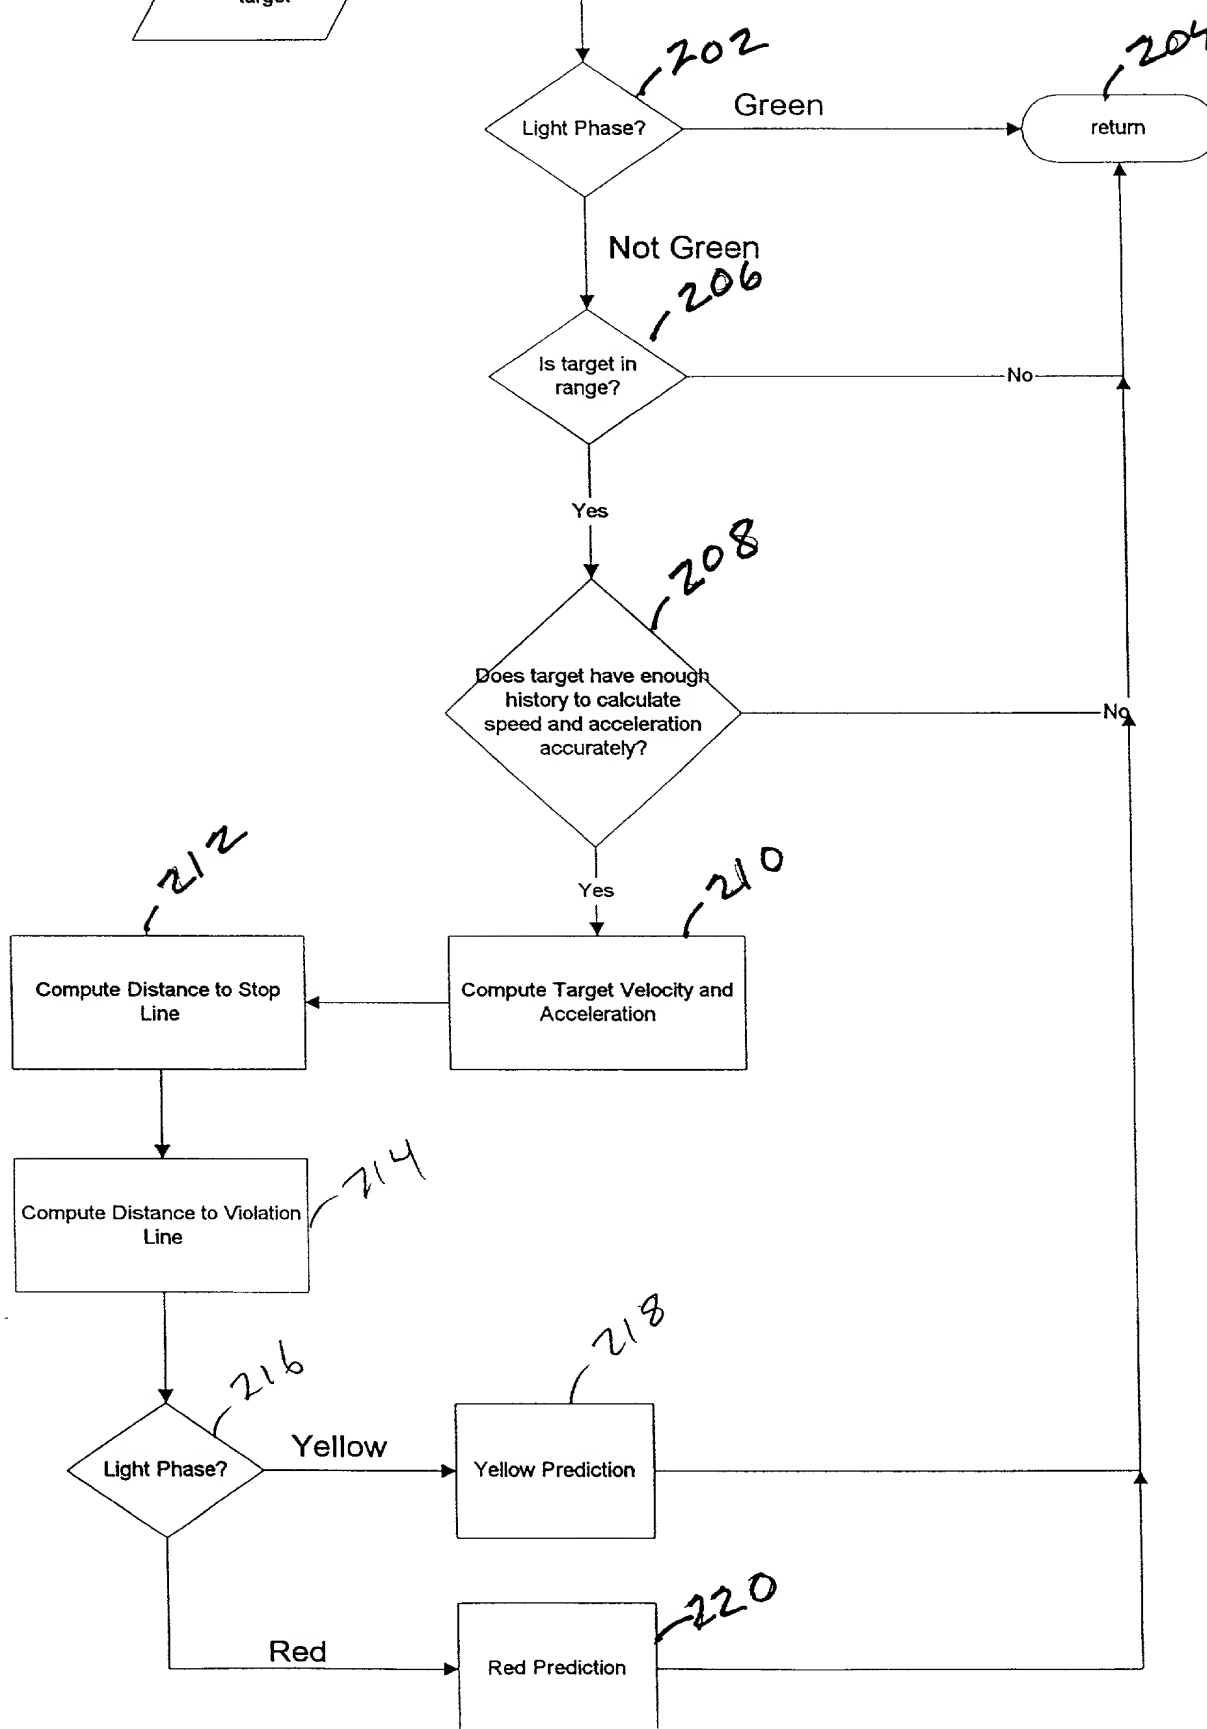 target
202
204
Light Phase?
Green
return
Not Green
206
Is target in
range?
No
Yes
208
Does target have enough
history to calculate
speed and acceleration
accurately?
No
Yes
212
210
Compute Distance to Stop
Line
Compute Target Velocity and
Acceleration
Compute Distance to Violation
Line
214
218
216
Light Phase?
Yellow
Yellow Prediction
220
Red
Red Prediction